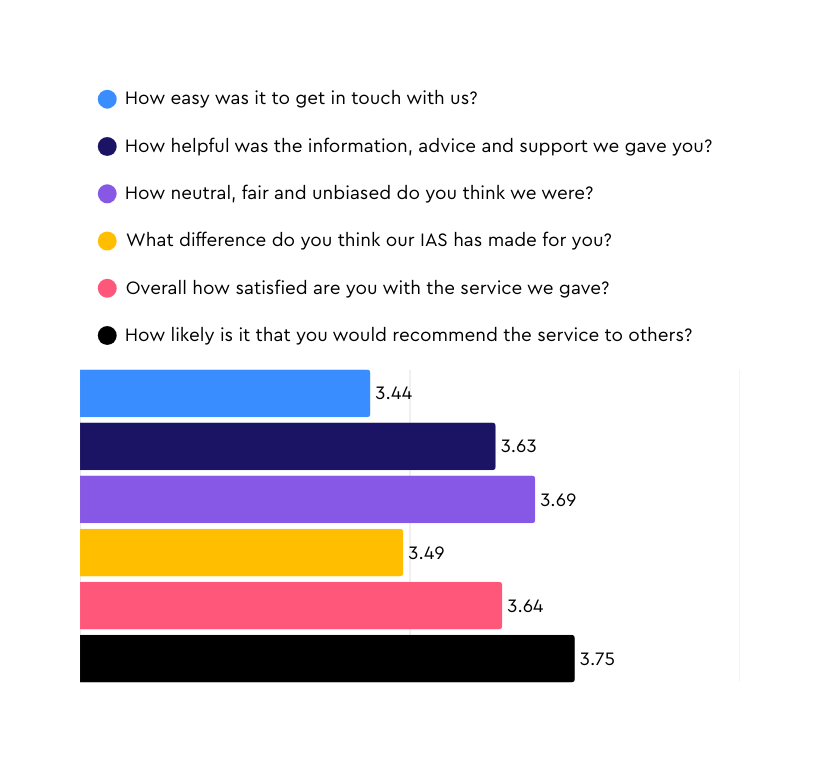 How easy was it to get in touch with us?
How helpful was the information, advice and support we gave you?
How neutral, fair and unbiased do you think we were?
What difference do you think our IAS has made for you?
Overall how satisfied are you with the service we gave?
How likely is it that you would recommend the service to others?
3.44
3.63
3.69
3.49
3.64
3.75